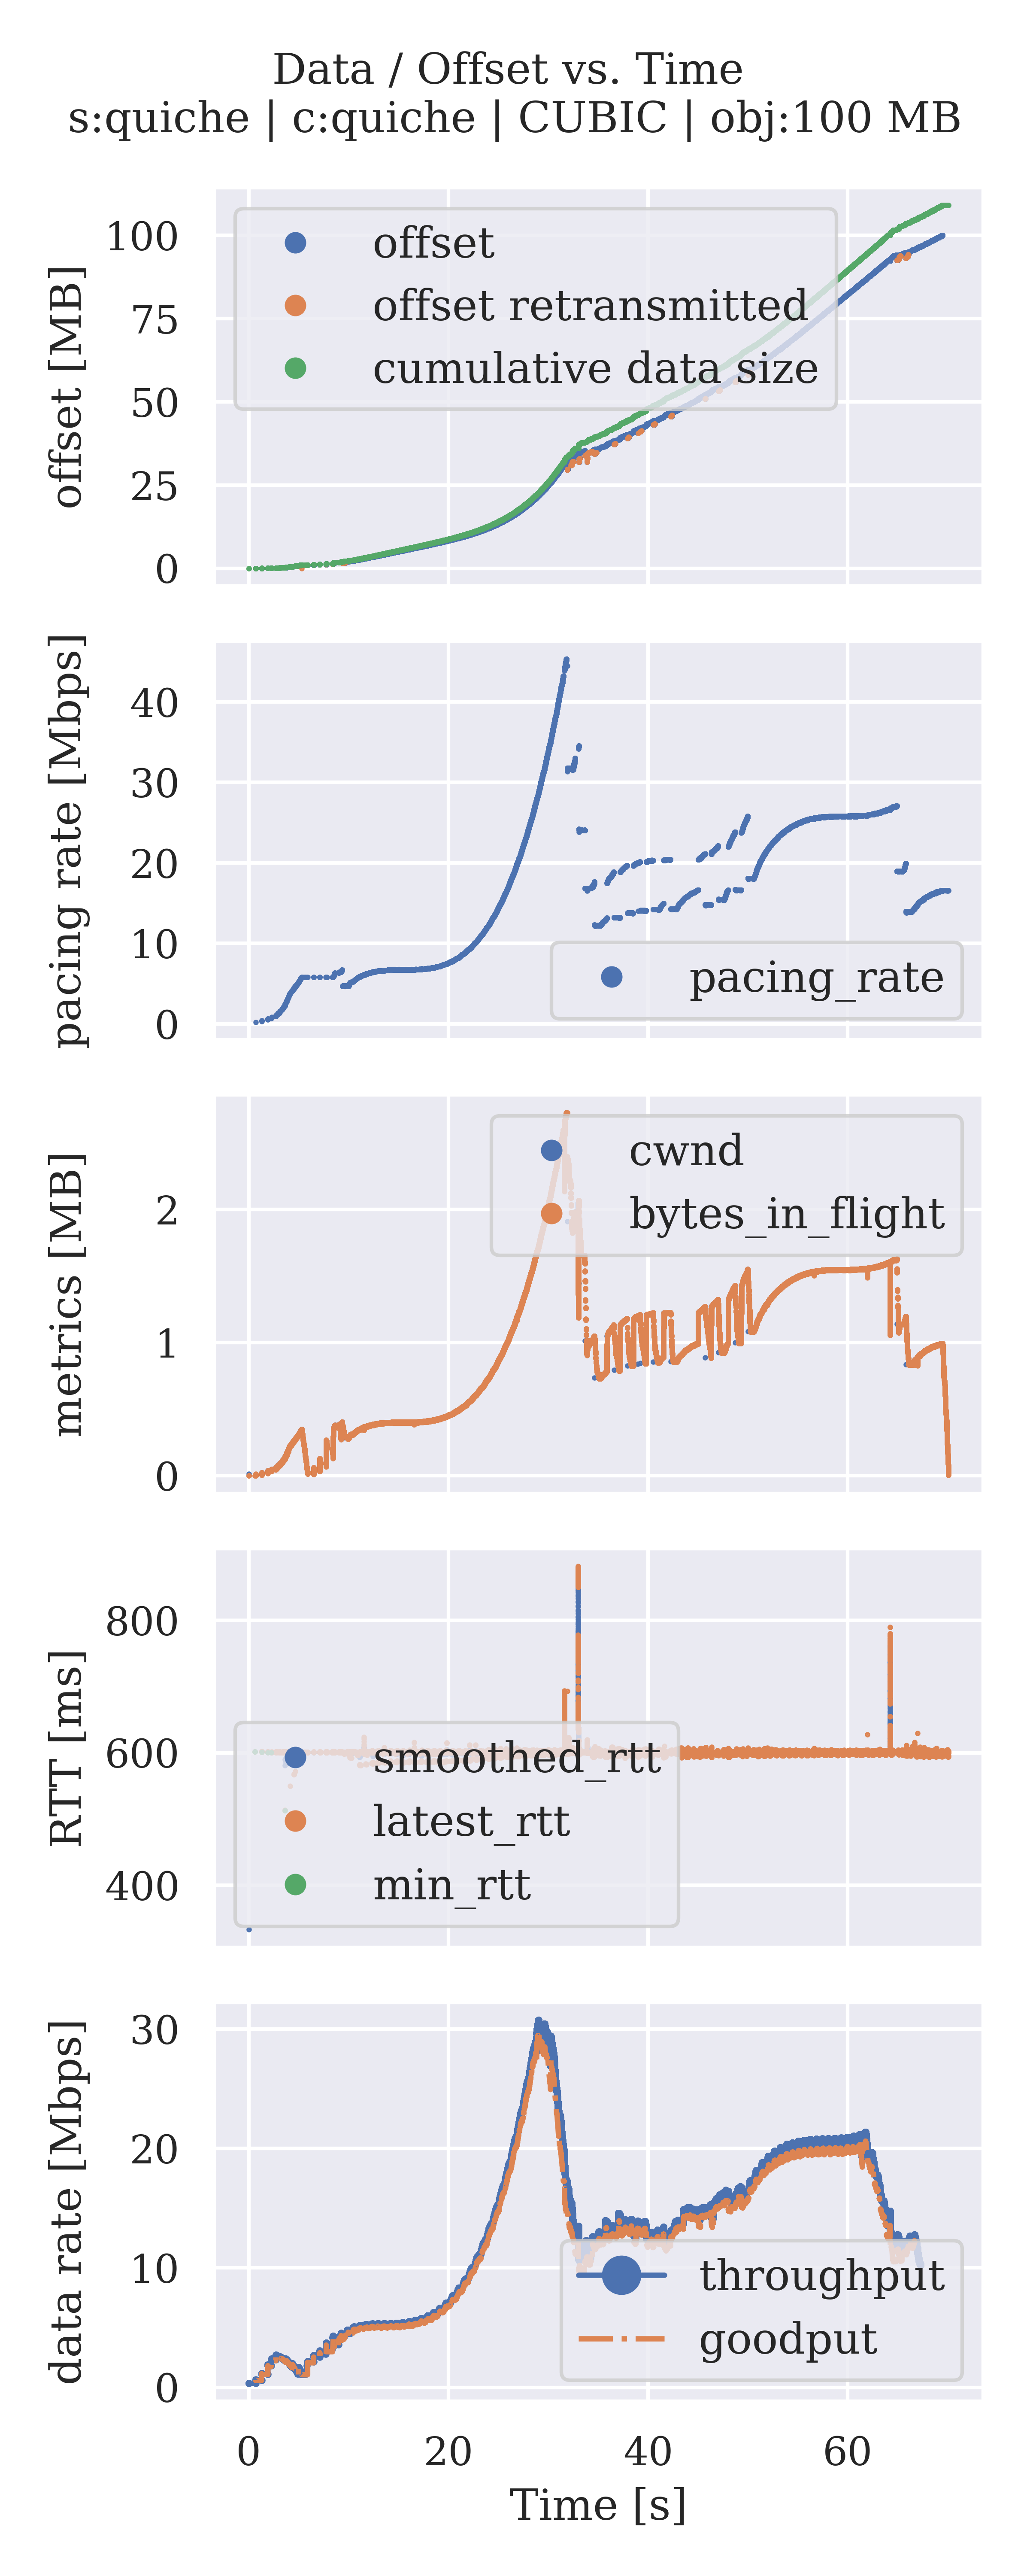 Data / Offset vs. Time
s:quiche | c:quiche | CUBIC | obj:100 MB
offset [MB]
100
75
50
25
0
offset
offset retransmitted
cumulative data size
pacing rate [Mbps]
40
30
20
10
0
pacing_rate
metrics [MB]
2
1
0
cwnd
bytes_in_flight
RTT [ms]
800
600
400
smoothed_rtt
latest_rtt
min_rtt
data rate [Mbps]
30
20
10
0
throughput
goodput
0 20 40 60
Time [s]